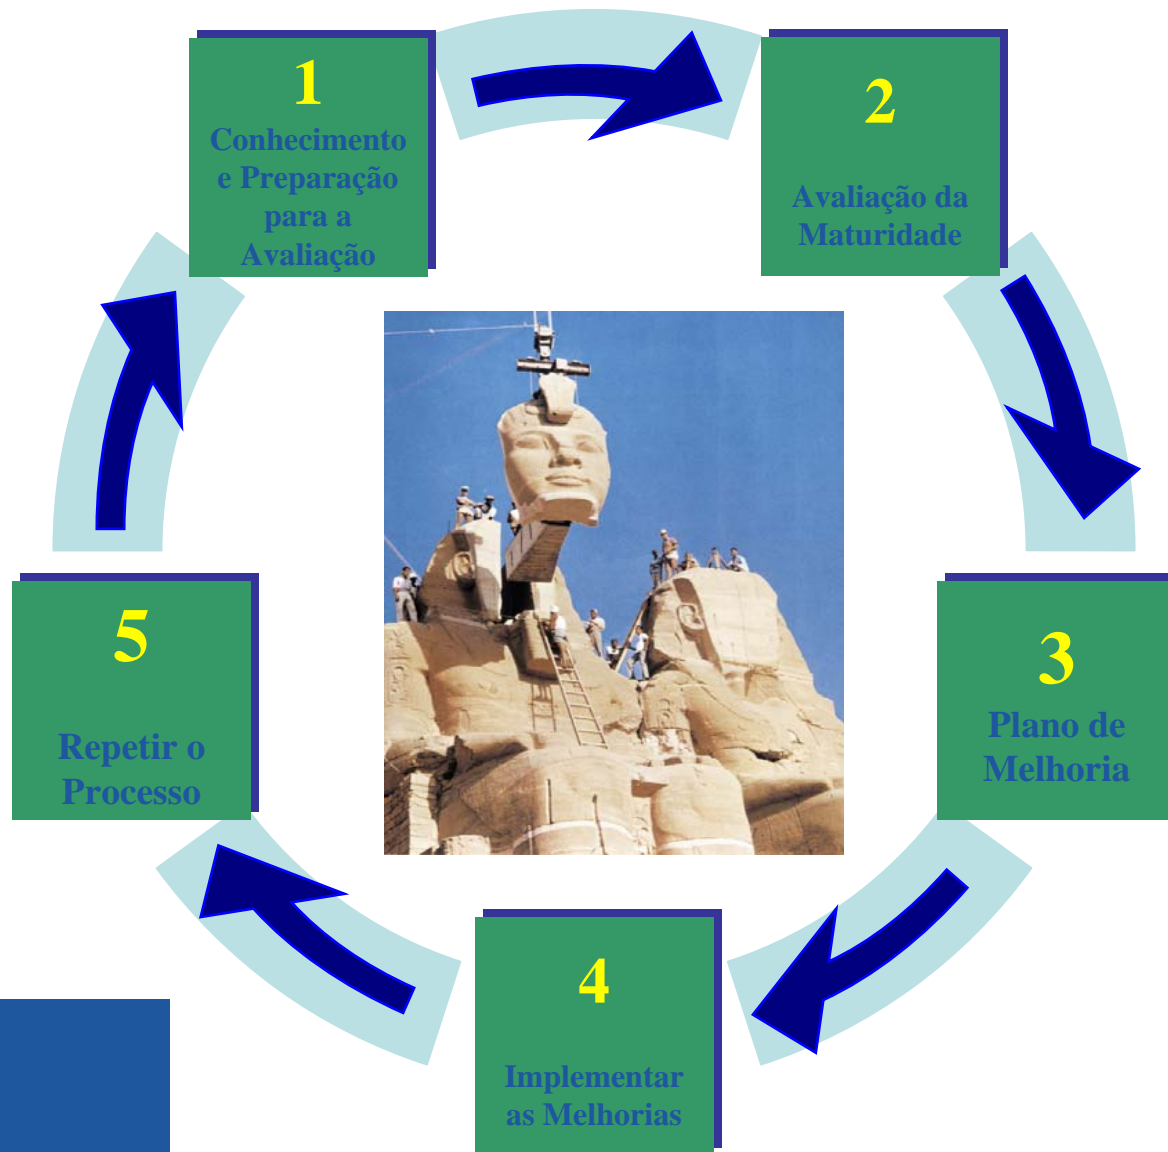 1
Conhecimento
e Preparação
para a
Avaliação
2
Avaliação da
Maturidade
3
Plano de
Melhoria
4
Implementar
as Melhorias
5
Repetir o
Processo